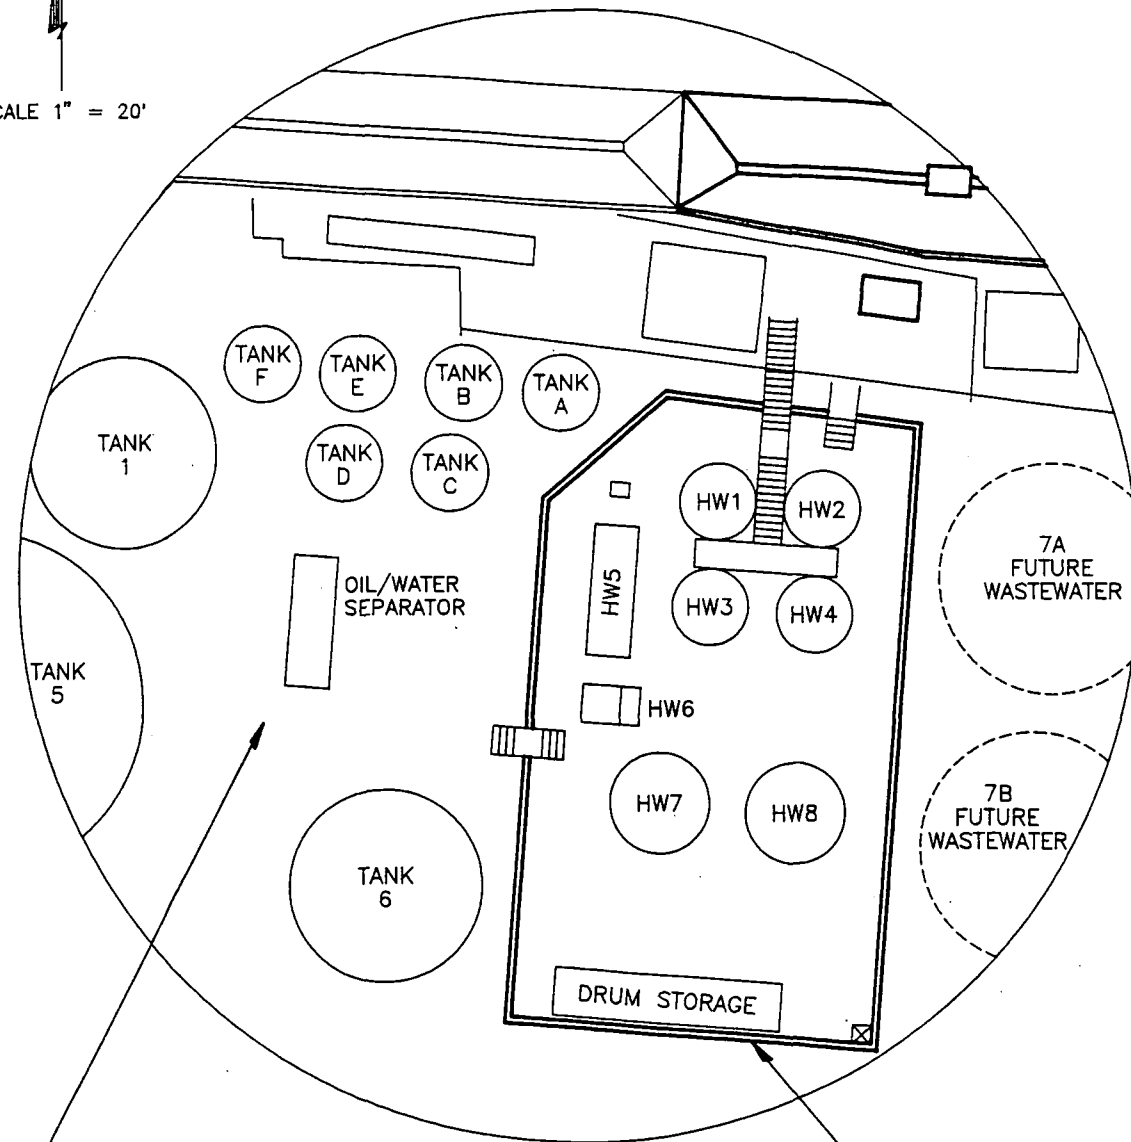 CALE 1" = 20'
TANK
F
TANK
E
TANK
B
TANK
A
TANK
1
TANK
D
TANK
C
HW1
HW2
7A
FUTURE
WASTEWATER
OIL/WATER
SEPARATOR
HW5
HW3
HW4
TANK
5
HW6
7B
FUTURE
WASTEWATER
HW7
HW8
TANK
6
DRUM STORAGE